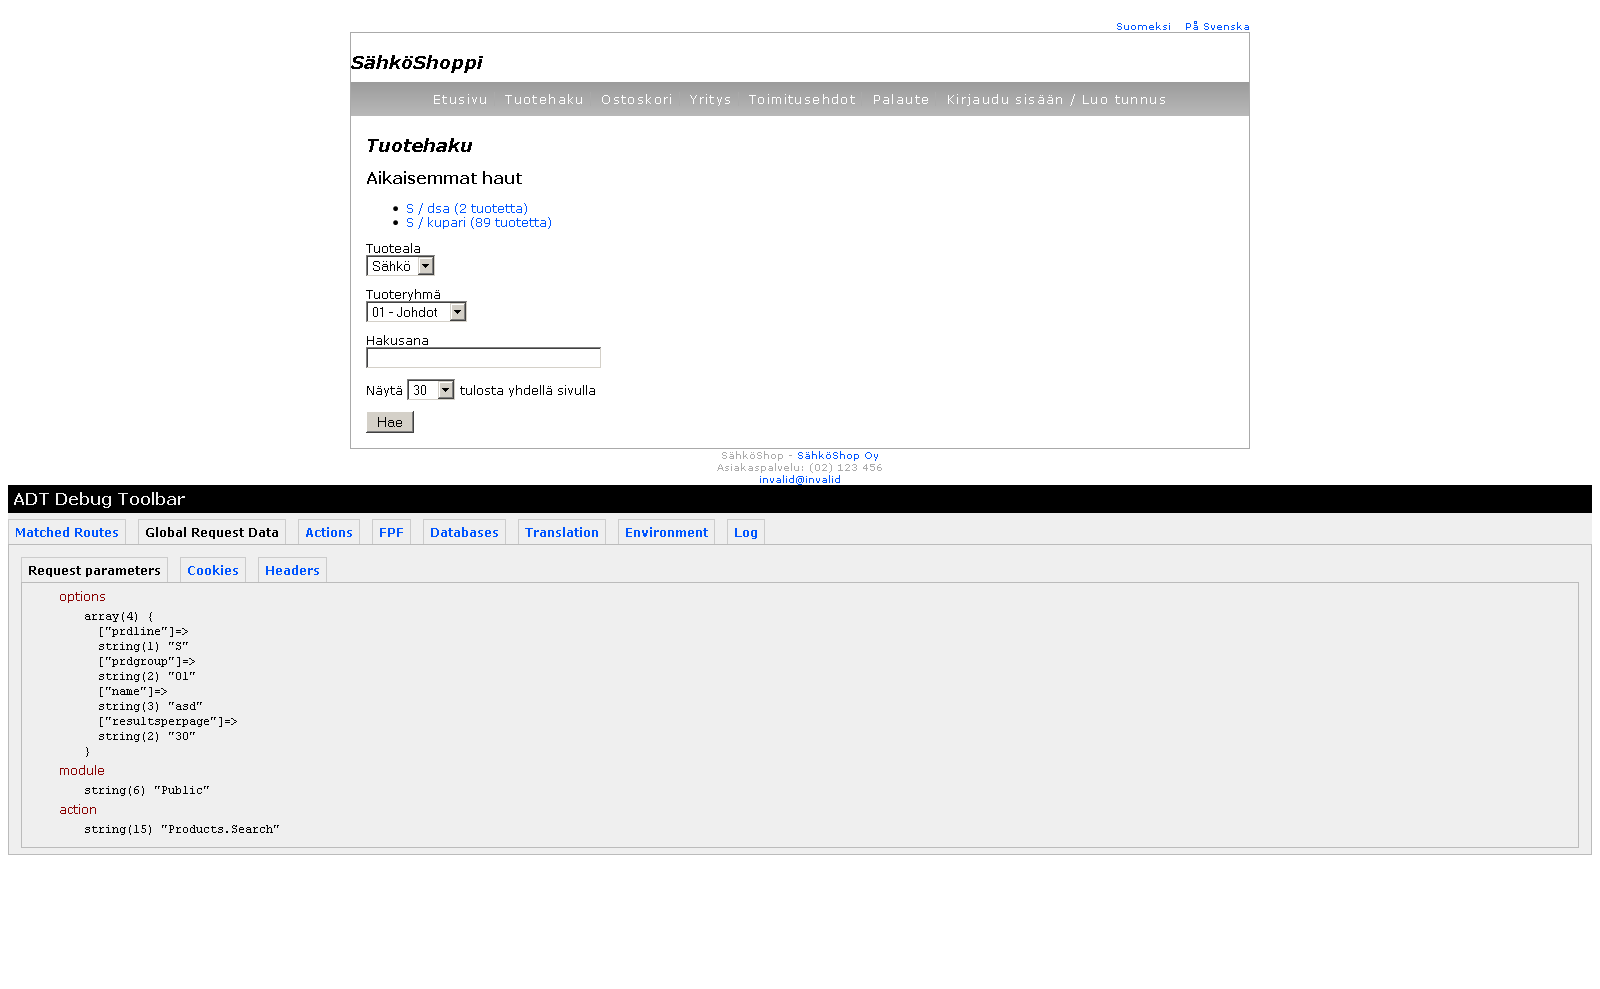 Suomeksi På Svenska
SähköShoppi
Etusivu Tuotehaku Ostoskori Yritys Toimitusehdot Palaute Kirjaudu sisään / Luo tunnus
Tuotehaku
Aikaisemmat haut
• S / dsa (2 tuotetta)
• S / kupari (89 tuotetta)
Tuoteala
Sähkö
Tuoteryhmä
01 - Johdot
Hakusana
Näytä 30 tulosta yhdellä sivulla
Hae
SähköShop - SähköShop Oy
Asiakaspalvelu: (02) 123 456
invalid@invalid
ADT Debug Toolbar
Matched Routes Global Request Data Actions FPF Databases Translation Environment Log
Request parameters Cookies Headers
options
array(4) {
["prdline"]=>
string(1) "S"
["prdgroup"]=>
string(2) "01"
["name"]=>
string(3) "asd"
["resultsperpage"]=>
string(2) "30"
}
module
string(6) "Public"
action
string(15) "Products.Search"